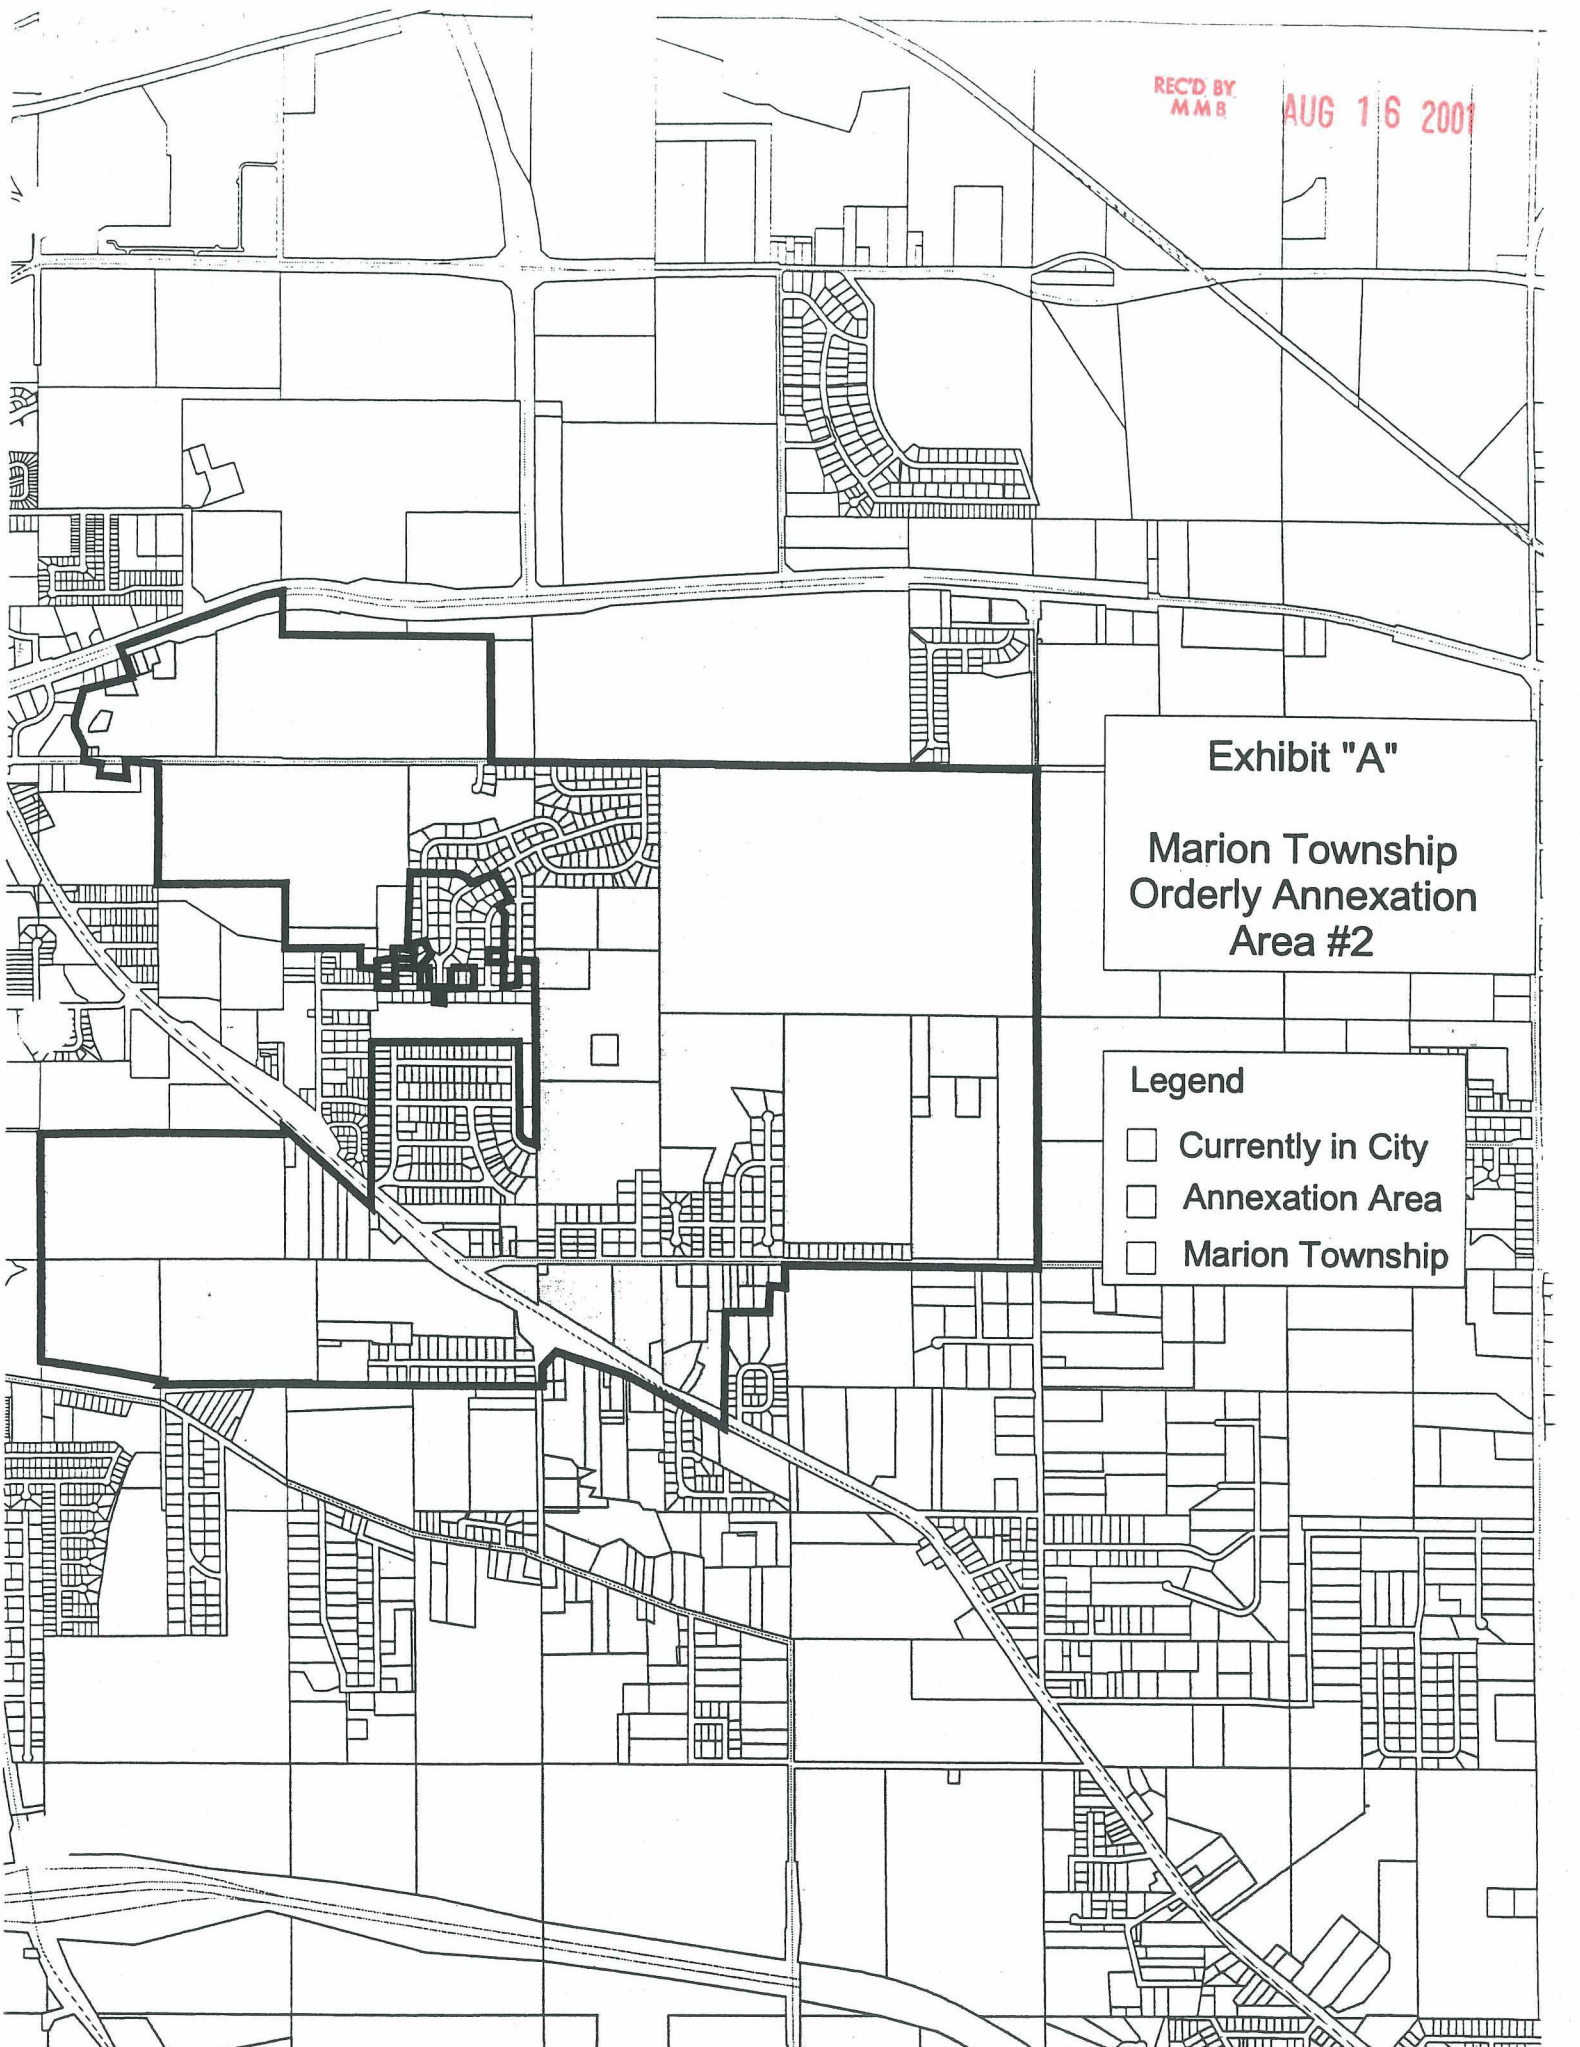 REC'D BY
MMB
AUG 16 2001
Exhibit "A"
Marion Township
Orderly Annexation
Area #2
Legend
Currently in City
Annexation Area
Marion Township